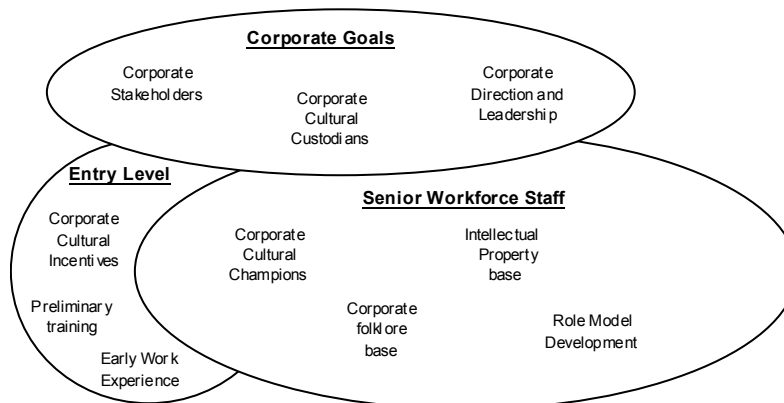 Corporate Goals
Corporate
Stakeholders
Corporate
Cultural
Custodians
Corporate
Direction and
Leadership
Entry Level
Corporate
Cultural
Incentives
Preliminary
training
Early Work
Experience
Senior Workforce Staff
Corporate
Cultural
Champions
Intellectual
Property
base
Corporate
folklore
base
Role Model
Development